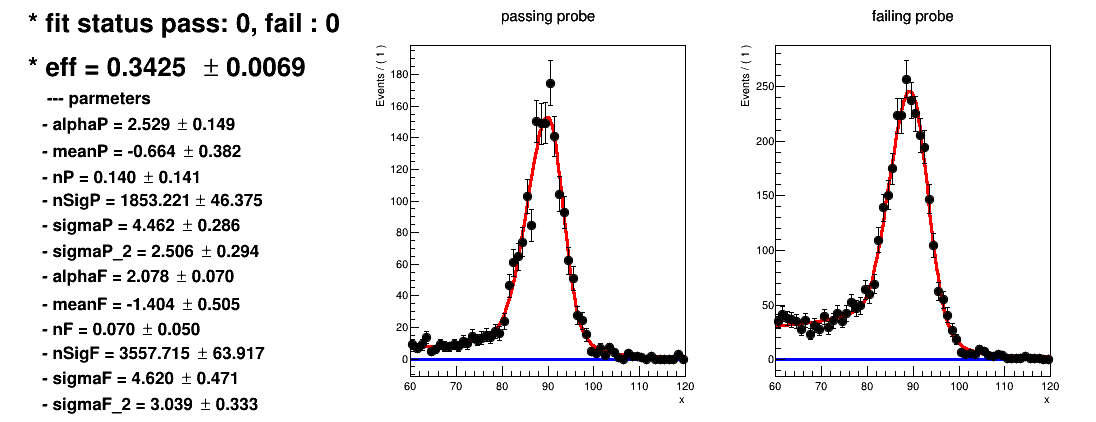 * fit status pass: 0, fail : 0
* eff = 0.3425 ± 0.0069
--- parmeters
- alphaP = 2.529 ± 0.149
- meanP = -0.664 ± 0.382
- nP = 0.140 ± 0.141
- nSigP = 1853.221 ± 46.375
- sigmaP = 4.462 ± 0.286
- sigmaP_2 = 2.506 ± 0.294
- alphaF = 2.078 ± 0.070
- meanF = -1.404 ± 0.505
- nF = 0.070 ± 0.050
- nSigF = 3557.715 ± 63.917
- sigmaF = 4.620 ± 0.471
- sigmaF_2 = 3.039 ± 0.333
passing probe
Events / ( 1 )
180
160
140
120
100
80
60
40
20
0
60 70 80 90 100 110 120
x
failing probe
Events / ( 1 )
250
200
150
100
50
0
60 70 80 90 100 110 120
x